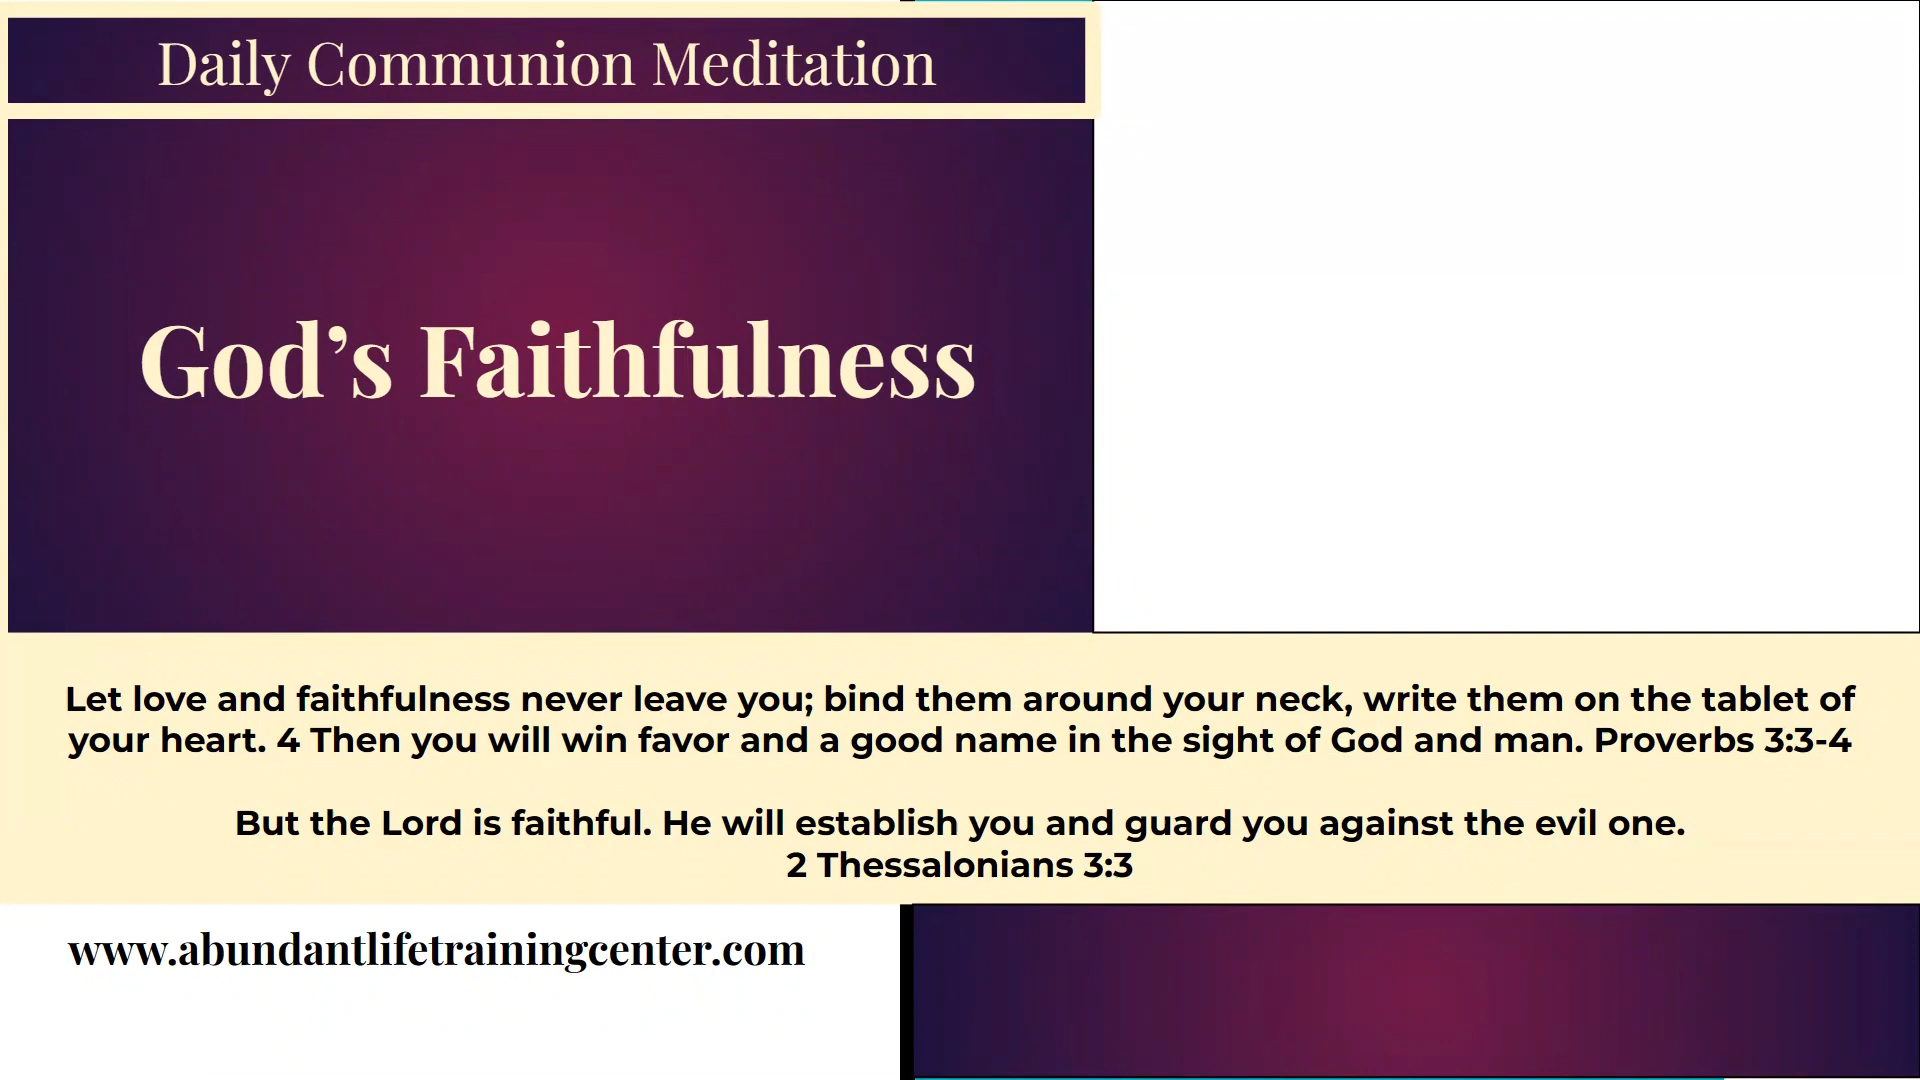 Daily Communion Meditation
God’s Faithfulness
Let love and faithfulness never leave you; bind them around your neck, write them on the tablet of
your heart. 4 Then you will win favor and a good name in the sight of God and man. Proverbs 3:3-4
But the Lord is faithful. He will establish you and guard you against the evil one.
2 Thessalonians 3:3
www.abundantlifetrainingcenter.com